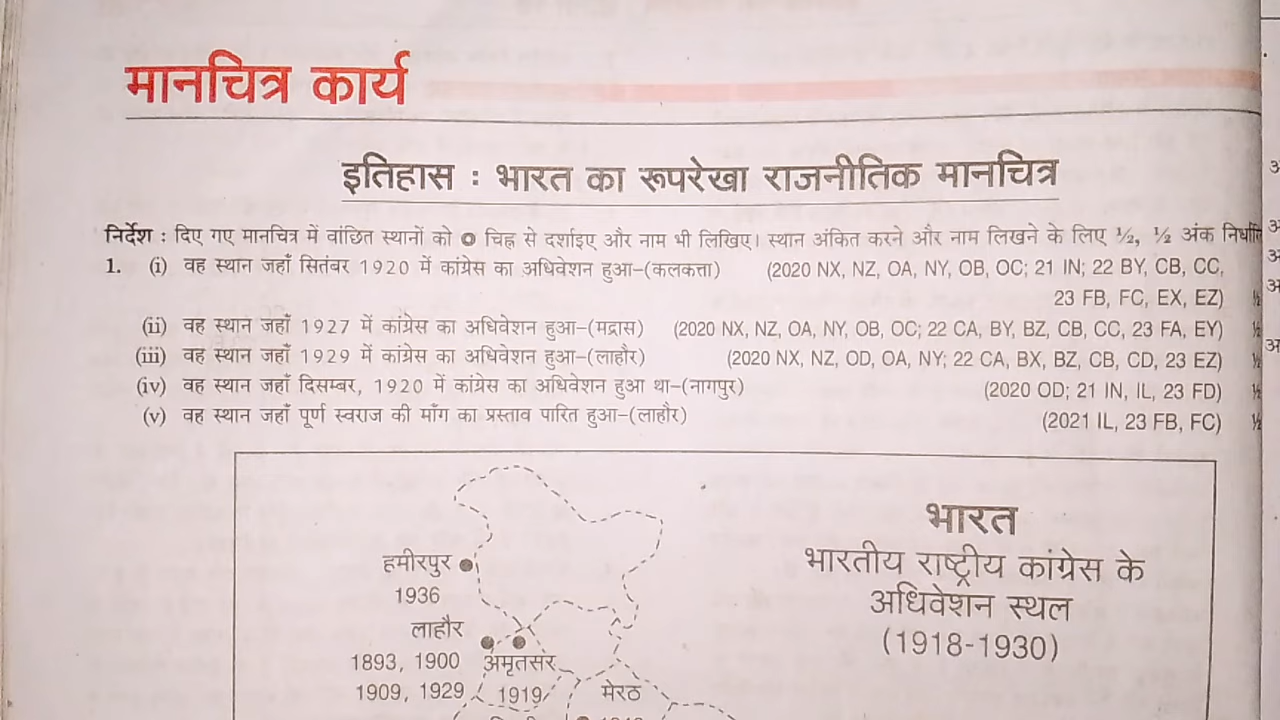 मानचित्र कार्य
इतिहास : भारत का रूपरेखा राजनीतिक मानचित्र
निर्देश : दिए गए मानचित्र में वांछित स्थानों को चिह्न से दर्शाइए और नाम भी लिखिए। स्थान अंकित करने और नाम लिखने के लिए ½, ½ अंक
1. (i) वह स्थान जहाँ सितंबर 1920 में कांग्रेस का अधिवेशन हुआ–(कलकत्ता) (2020 NX, NZ, OA, NY, OB, OC; 21 IN; 22 BY, CB, CC,
23 FB, FC, EX, EZ) ½
(ii) वह स्थान जहाँ 1927 में कांग्रेस का अधिवेशन हुआ–(मद्रास) (2020 NX, NZ, OA, NY, OB, OC; 22 CA, BY, BZ, CB, CC, 23 FA, EY) ½
(iii) वह स्थान जहाँ 1929 में कांग्रेस का अधिवेशन हुआ–(लाहौर) (2020 NX, NZ, OD, OA, NY; 22 CA, BX, BZ, CB, CD, 23 EZ) ½
(iv) वह स्थान जहाँ दिसम्बर, 1920 में कांग्रेस का अधिवेशन हुआ था–(नागपुर) (2020 OD; 21 IN, IL, 23 FD) ½
(v) वह स्थान जहाँ पूर्ण स्वराज की माँग का प्रस्ताव पारित हुआ–(लाहौर) (2021 IL, 23 FB, FC) ½
भारत
भारतीय राष्ट्रीय कांग्रेस के
अधिवेशन स्थल
(1918-1930)
हमीरपुर
1936
लाहौर
1893, 1900 अमृतसर
1909, 1929 1919 मेरठ